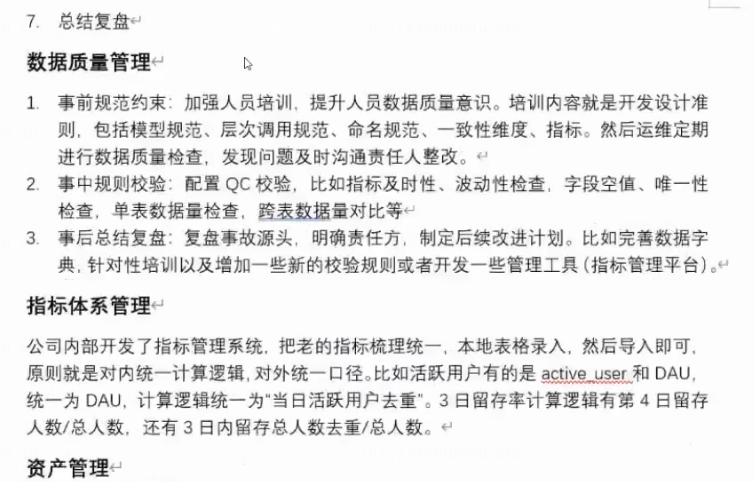 7. 总结复盘
数据质量管理
1. 事前规范约束：加强人员培训，提升人员数据质量意识。培训内容就是开发设计准
则，包括模型规范、层次调用规范、命名规范、一致性维度、指标。然后运维定期
进行数据质量检查，发现问题及时沟通责任人整改。
2. 事中规则校验：配置 QC 校验，比如指标及时性、波动性检查，字段空值、唯一性
检查，单表数据量检查，跨表数据量对比等
3. 事后总结复盘：复盘事故源头，明确责任方，制定后续改进计划。比如完善数据字
典，针对性培训以及增加一些新的校验规则或者开发一些管理工具（指标管理平台）。
指标体系管理
公司内部开发了指标管理系统，把老的指标梳理统一，本地表格录入，然后导入即可，
原则就是对内统一计算逻辑，对外统一口径。比如活跃用户有的是 active_user 和 DAU，
统一为 DAU，计算逻辑统一为“当日活跃用户去重”。3 日留存率计算逻辑有第 4 日留存
人数/总人数，还有 3 日内留存总人数去重/总人数。
资产管理